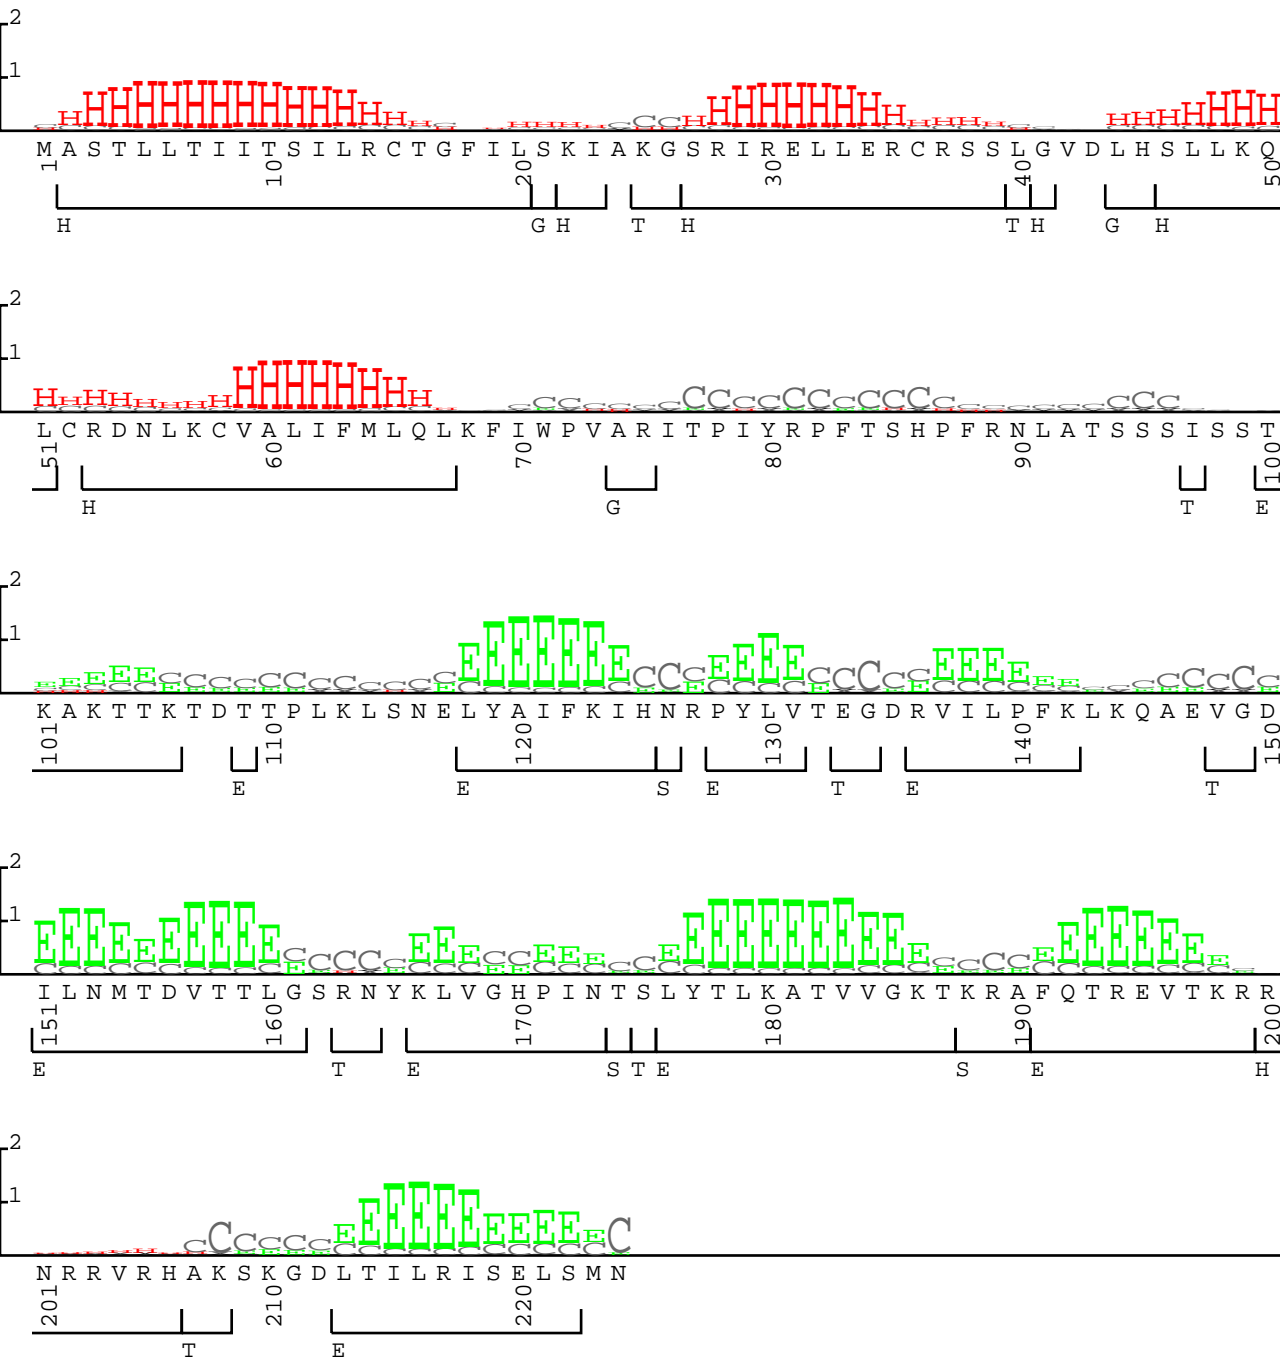 2
1
M A S T L L T I I T S I L R C T G F I L S K I A K G S R I R E L L E R C R S S L G V D L H S L L K Q
1 10 20 30 40 50
H G H T H T H G H
2
1
L C R D N L K C V A L I F M L Q L K F I W P V A R I T P I Y R P F T S H P F R N L A T S S S I S S T
51 60 70 80 90 100
H G T E
2
1
K A K T T K T D T T P L K L S N E L Y A I F K I H N R P Y L V T E G D R V I L P F K L K Q A E V G D
101 110 120 130 140 150
E E S E T E T
2
1
I L N M T D V T T L G S R N Y K L V G H P I N T S L Y T L K A T V V G K T K R A F Q T R E V T K R R
151 160 170 180 190 200
E T E S T E S E H
2
1
N R R V R H A K S K G D L T I L R I S E L S M N
201 210 220
T E